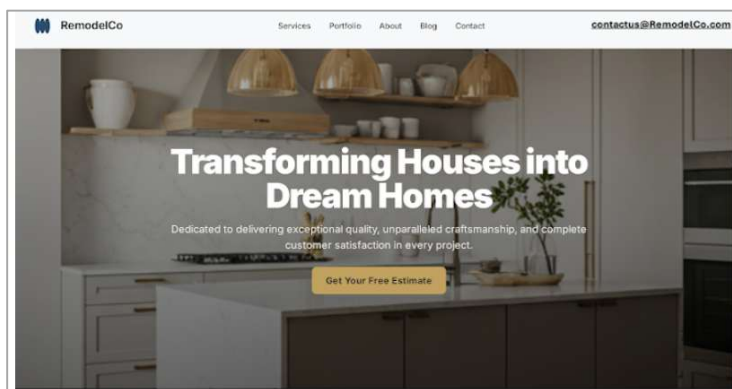 RemodelCo
Services Portfolio About Blog Contact
contactus@RemodelCo.com
Transforming Houses into
Dream Homes
Dedicated to delivering exceptional quality, unparalleled craftsmanship, and complete
customer satisfaction in every project.
Get Your Free Estimate